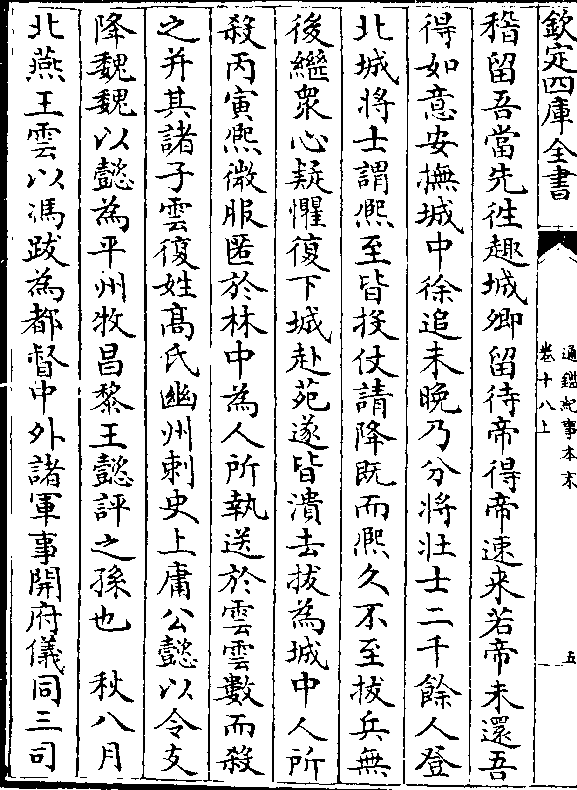 欽定四庫全書
通鑑紀事本末
卷十八上
五
稽留吾當先往趣城卿留待帝得帝速来若帝未還吾
得如意安撫城中徐追未晚乃分将壮士二千餘人登
北城将士謂熈至皆投仗請降既而熈久不至拔兵無
後繼衆心疑懼復下城赴苑遂皆潰去拔為城中人所
殺丙寅熈微服匿於林中為人所執送於雲雲數而殺
之并其諸子雲復姓髙氏幽州刺史上庸公懿以令支
降魏魏以懿為平州牧昌黎王懿評之孫也　秋八月
北燕王雲以馮跋為都督中外諸軍事開府儀同三司